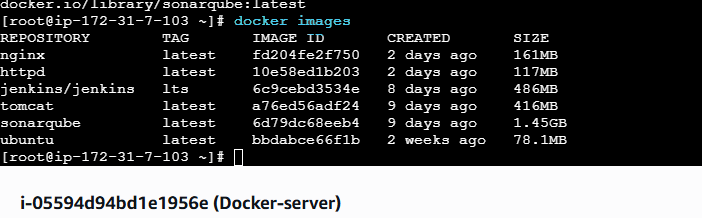 docker.io/library/sonarqube:latest
[root@ip-172-31-7-103 ~]# docker images
REPOSITORY TAG IMAGE ID CREATED SIZE
nginx latest fd204fe2f750 2 days ago 161MB
httpd latest 10e58ed1b203 2 days ago 117MB
jenkins/jenkins lts 6c9cebd3534e 8 days ago 486MB
tomcat latest a76ed56adf24 9 days ago 416MB
sonarqube latest 6d79dc68eeb4 9 days ago 1.45GB
ubuntu latest bbdabce66f1b 2 weeks ago 78.1MB
[root@ip-172-31-7-103 ~]#
i-05594d94bd1e1956e (Docker-server)